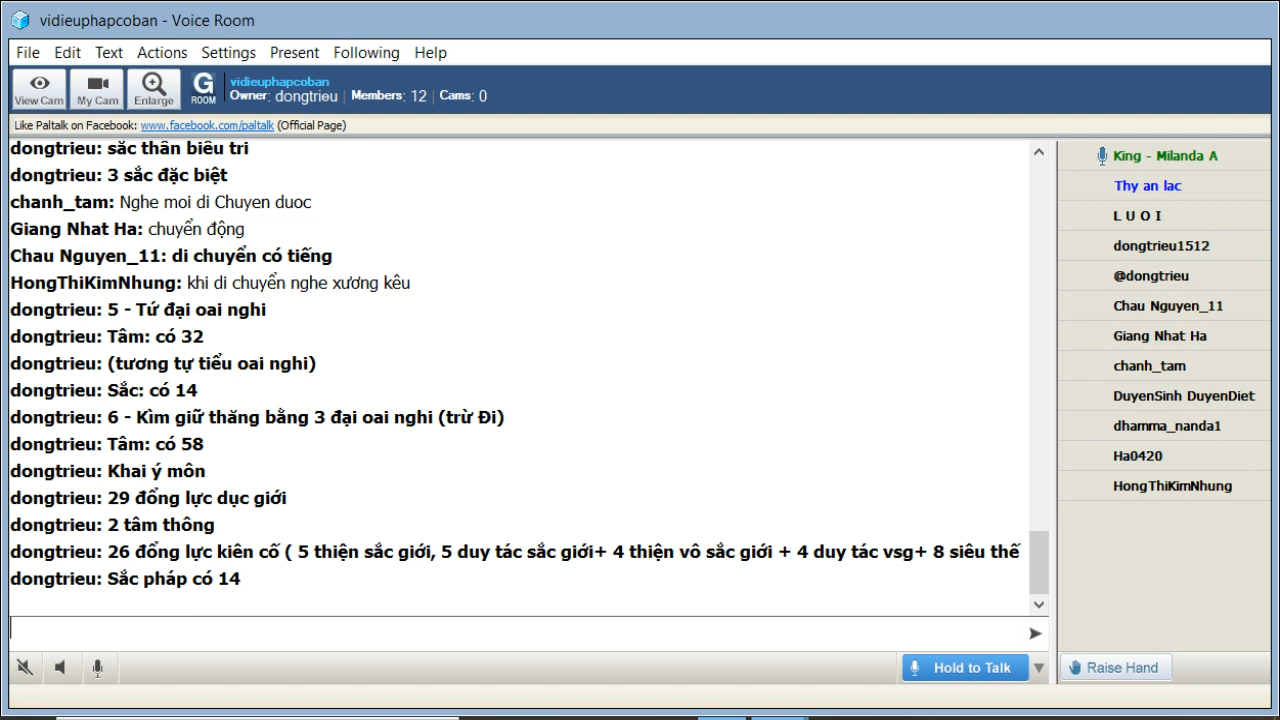 vidieuphapcoban - Voice Room
File Edit Text Actions Settings Present Following Help
View Cam My Cam Enlarge G ROOM
vidieuphapcoban
Owner: dongtrieu Members: 12 Cams: 0
Like Paltalk on Facebook: www.facebook.com/paltalk (Official Page)
dongtrieu: sắc thân biểu tri
dongtrieu: 3 sắc đặc biệt
chanh_tam: Nghe moi di Chuyen duoc
Giang Nhat Ha: chuyển động
Chau Nguyen_11: di chuyển có tiếng
HongThiKimNhung: khi di chuyển nghe xương kêu
dongtrieu: 5 - Tứ đại oai nghi
dongtrieu: Tâm: có 32
dongtrieu: (tương tự tiểu oai nghi)
dongtrieu: Sắc: có 14
dongtrieu: 6 - Kìm giữ thăng bằng 3 đại oai nghi (trừ Đi)
dongtrieu: Tâm: có 58
dongtrieu: Khai ý môn
dongtrieu: 29 đổng lực dục giới
dongtrieu: 2 tâm thông
dongtrieu: 26 đổng lực kiên cố ( 5 thiện sắc giới, 5 duy tác sắc giới+ 4 thiện vô sắc giới + 4 duy tác vsg+ 8 siêu thế
dongtrieu: Sắc pháp có 14
King - Milanda A
Thy an lac
L U O I
dongtrieu1512
@dongtrieu
Chau Nguyen_11
Giang Nhat Ha
chanh_tam
DuyenSinh DuyenDiet
dhamma_nanda1
Ha0420
HongThiKimNhung
Hold to Talk
Raise Hand